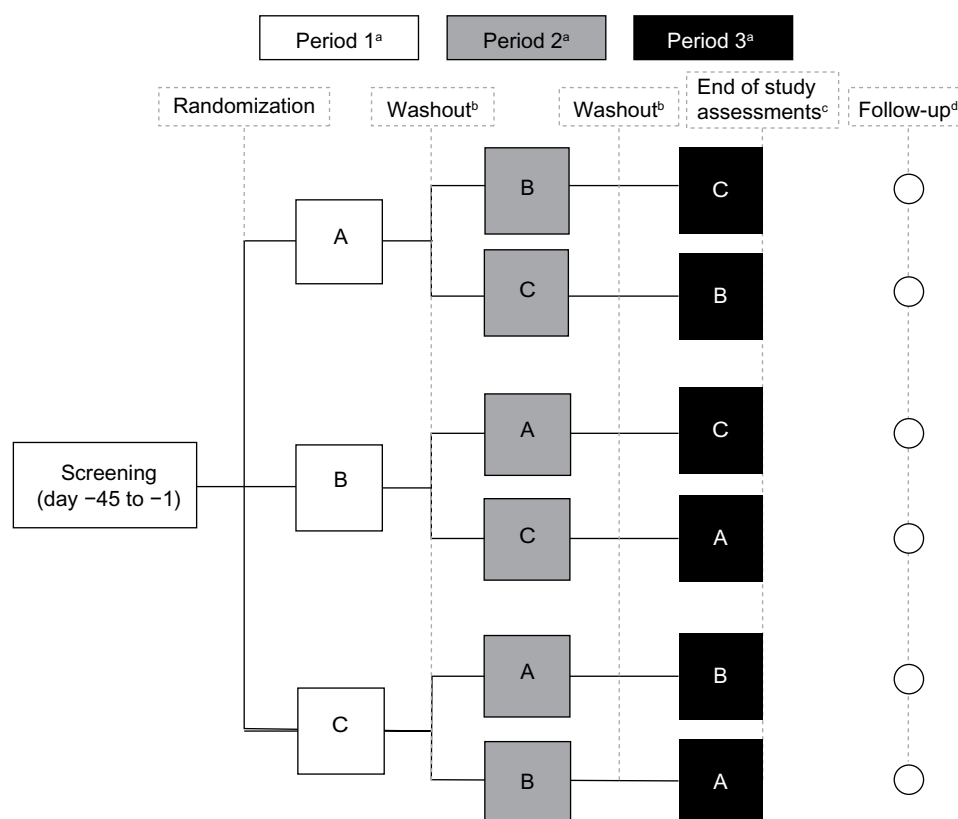 Period 1ᵃ
Period 2ᵃ
Period 3ᵃ
Randomization
Washoutᵇ
Washoutᵇ
End of study
assessmentsᶜ
Follow-upᵈ
B
C
A
C
B
A
C
Screening
(day −45 to −1)
B
C
A
A
B
C
B
A